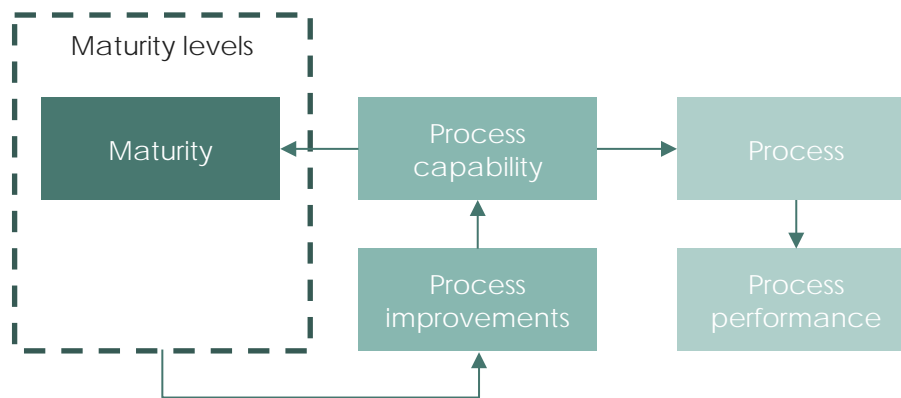 Maturity levels
Maturity
Process
capability
Process
Process
improvements
Process
performance